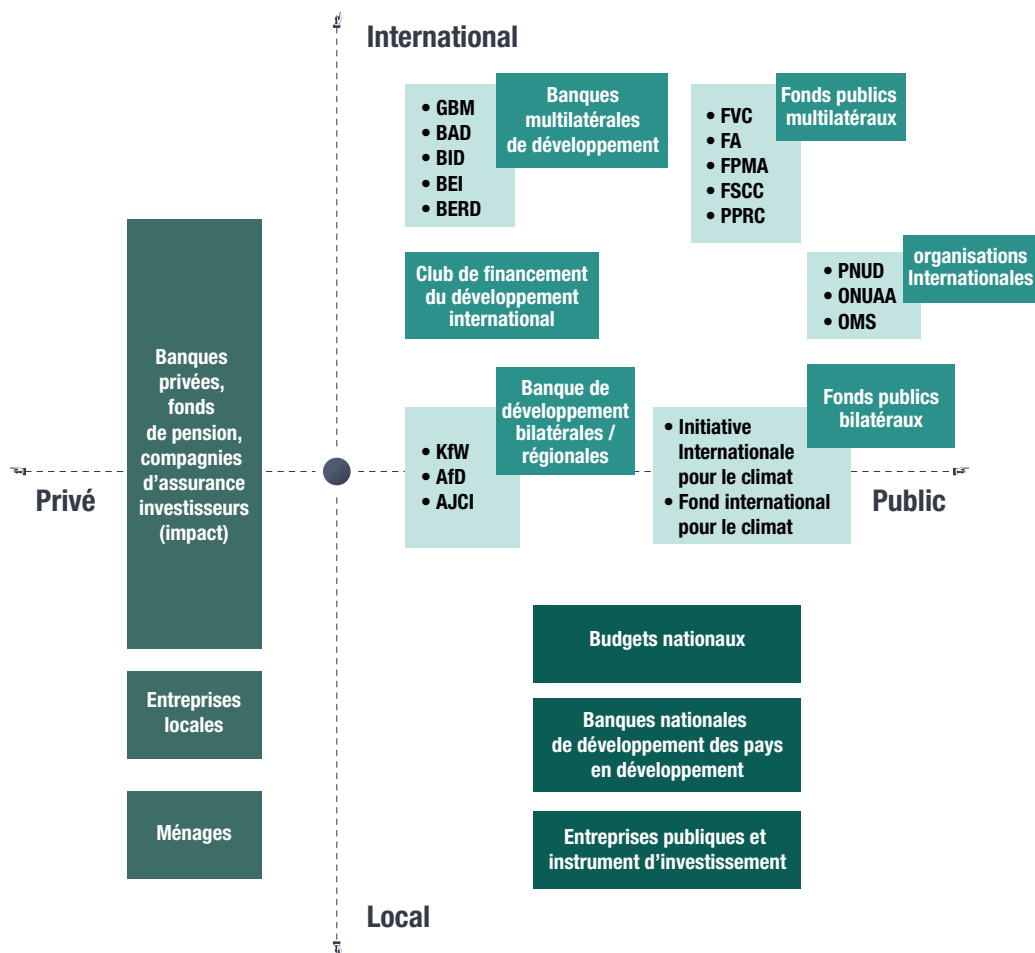 International
• GBM
• BAD
• BID
• BEI
• BERD
Banques
multilatérales
de développement
• FVC
• FA
• FPMA
• FSCC
• PPRC
Fonds publics
multilatéraux
Club de financement
du développement
international
• PNUD
• ONUAA
• OMS
organisations
Internationales
Banques
privées,
fonds
de pension,
compagnies
d'assurance
investisseurs
(impact)
• KfW
• AfD
• AJCI
Banque de
développement
bilatérales /
régionales
• Initiative
Internationale
pour le climat
• Fond international
pour le climat
Fonds publics
bilatéraux
Privé
Public
Budgets nationaux
Entreprises
locales
Banques nationales
de développement des pays
en développement
Ménages
Entreprises publiques et
instrument d'investissement
Local